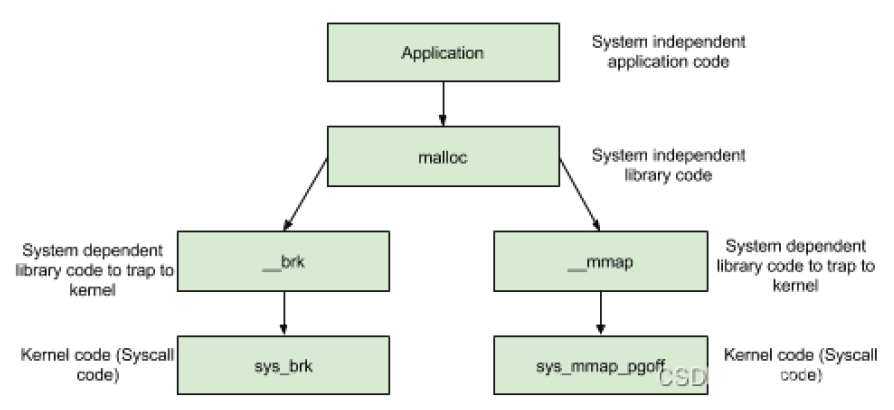 Application
System independent
application code
malloc
System independent
library code
System dependent
library code to trap to
kernel
__brk
__mmap
System dependent
library code to trap to
kernel
Kernel code (Syscall
code)
sys_brk
sys_mmap_pgoff
CSD
Kernel code (Syscall
code)